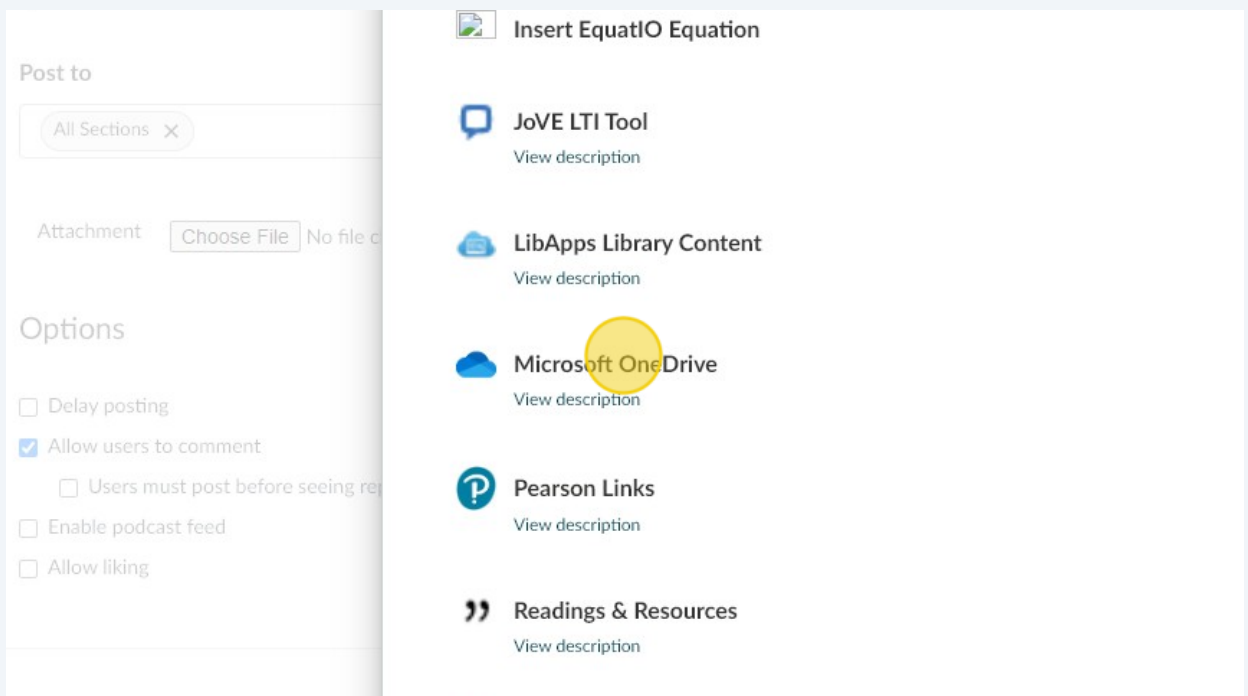 Post to
All Sections
Attachment
Choose File No file
Options
Delay posting
Allow users to comment
Users must post before seeing
Enable podcast feed
Allow liking
Insert EquatIO Equation
JoVE LTI Tool
View description
LibApps Library Content
View description
Microsoft OneDrive
View description
Pearson Links
View description
Readings & Resources
View description